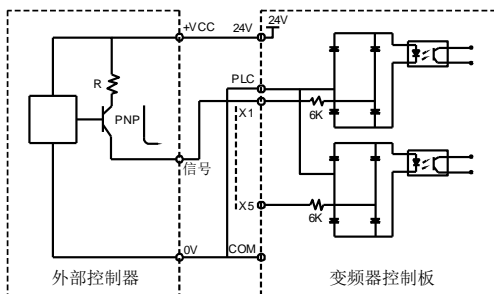 24V
+VCC 24V
R
PLC
PNP
X1
6K
信号
X5
6K
0V COM
外部控制器
变频器控制板